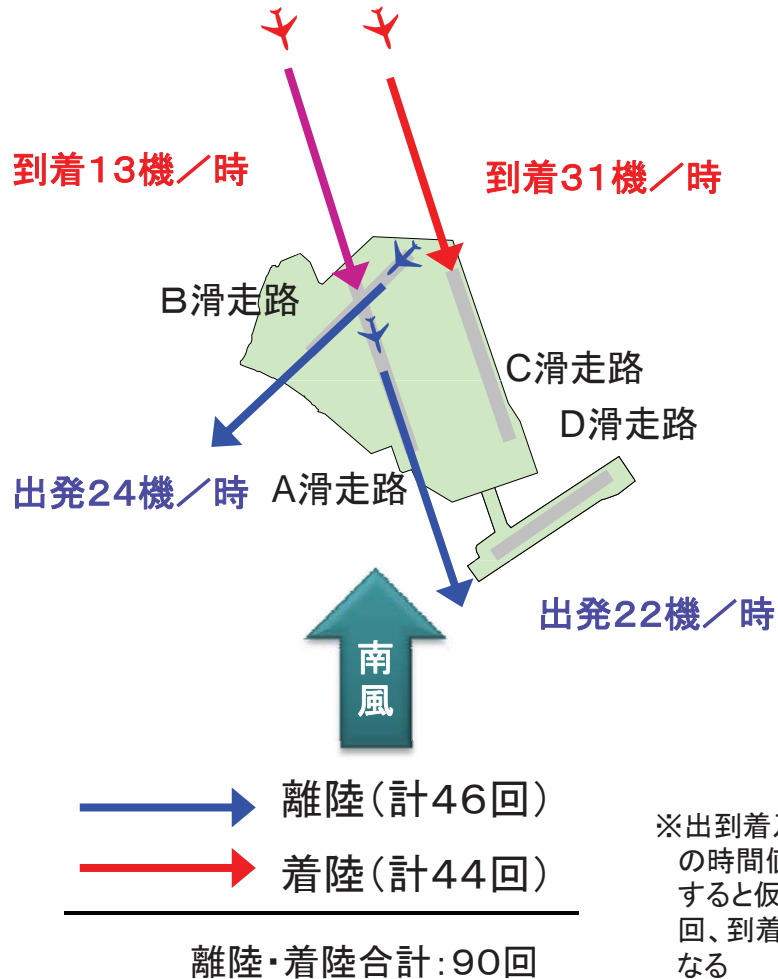 到着13機／時
到着31機／時
B滑走路
C滑走路
D滑走路
出発24機／時
A滑走路
出発22機／時
南
風
離陸(計46回)
着陸(計44回)
離陸・着陸合計:90回
※出到着
の時間値
すると仮
回、到着
なる